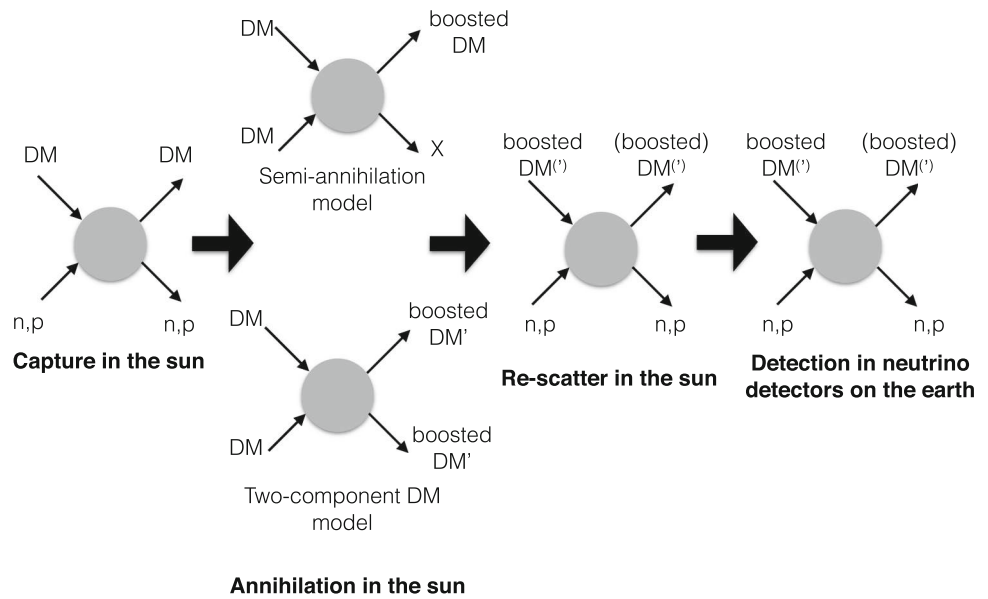 DM
DM
n,p
n,p
Capture in the sun
DM
boosted
DM
DM
X
Semi-annihilation
model
DM
boosted
DM’
DM
boosted
DM’
Two-component DM
model
Annihilation in the sun
boosted
DM(’)
(boosted)
DM(’)
n,p
n,p
Re-scatter in the sun
boosted
DM(’)
(boosted)
DM(’)
n,p
n,p
Detection in neutrino
detectors on the earth